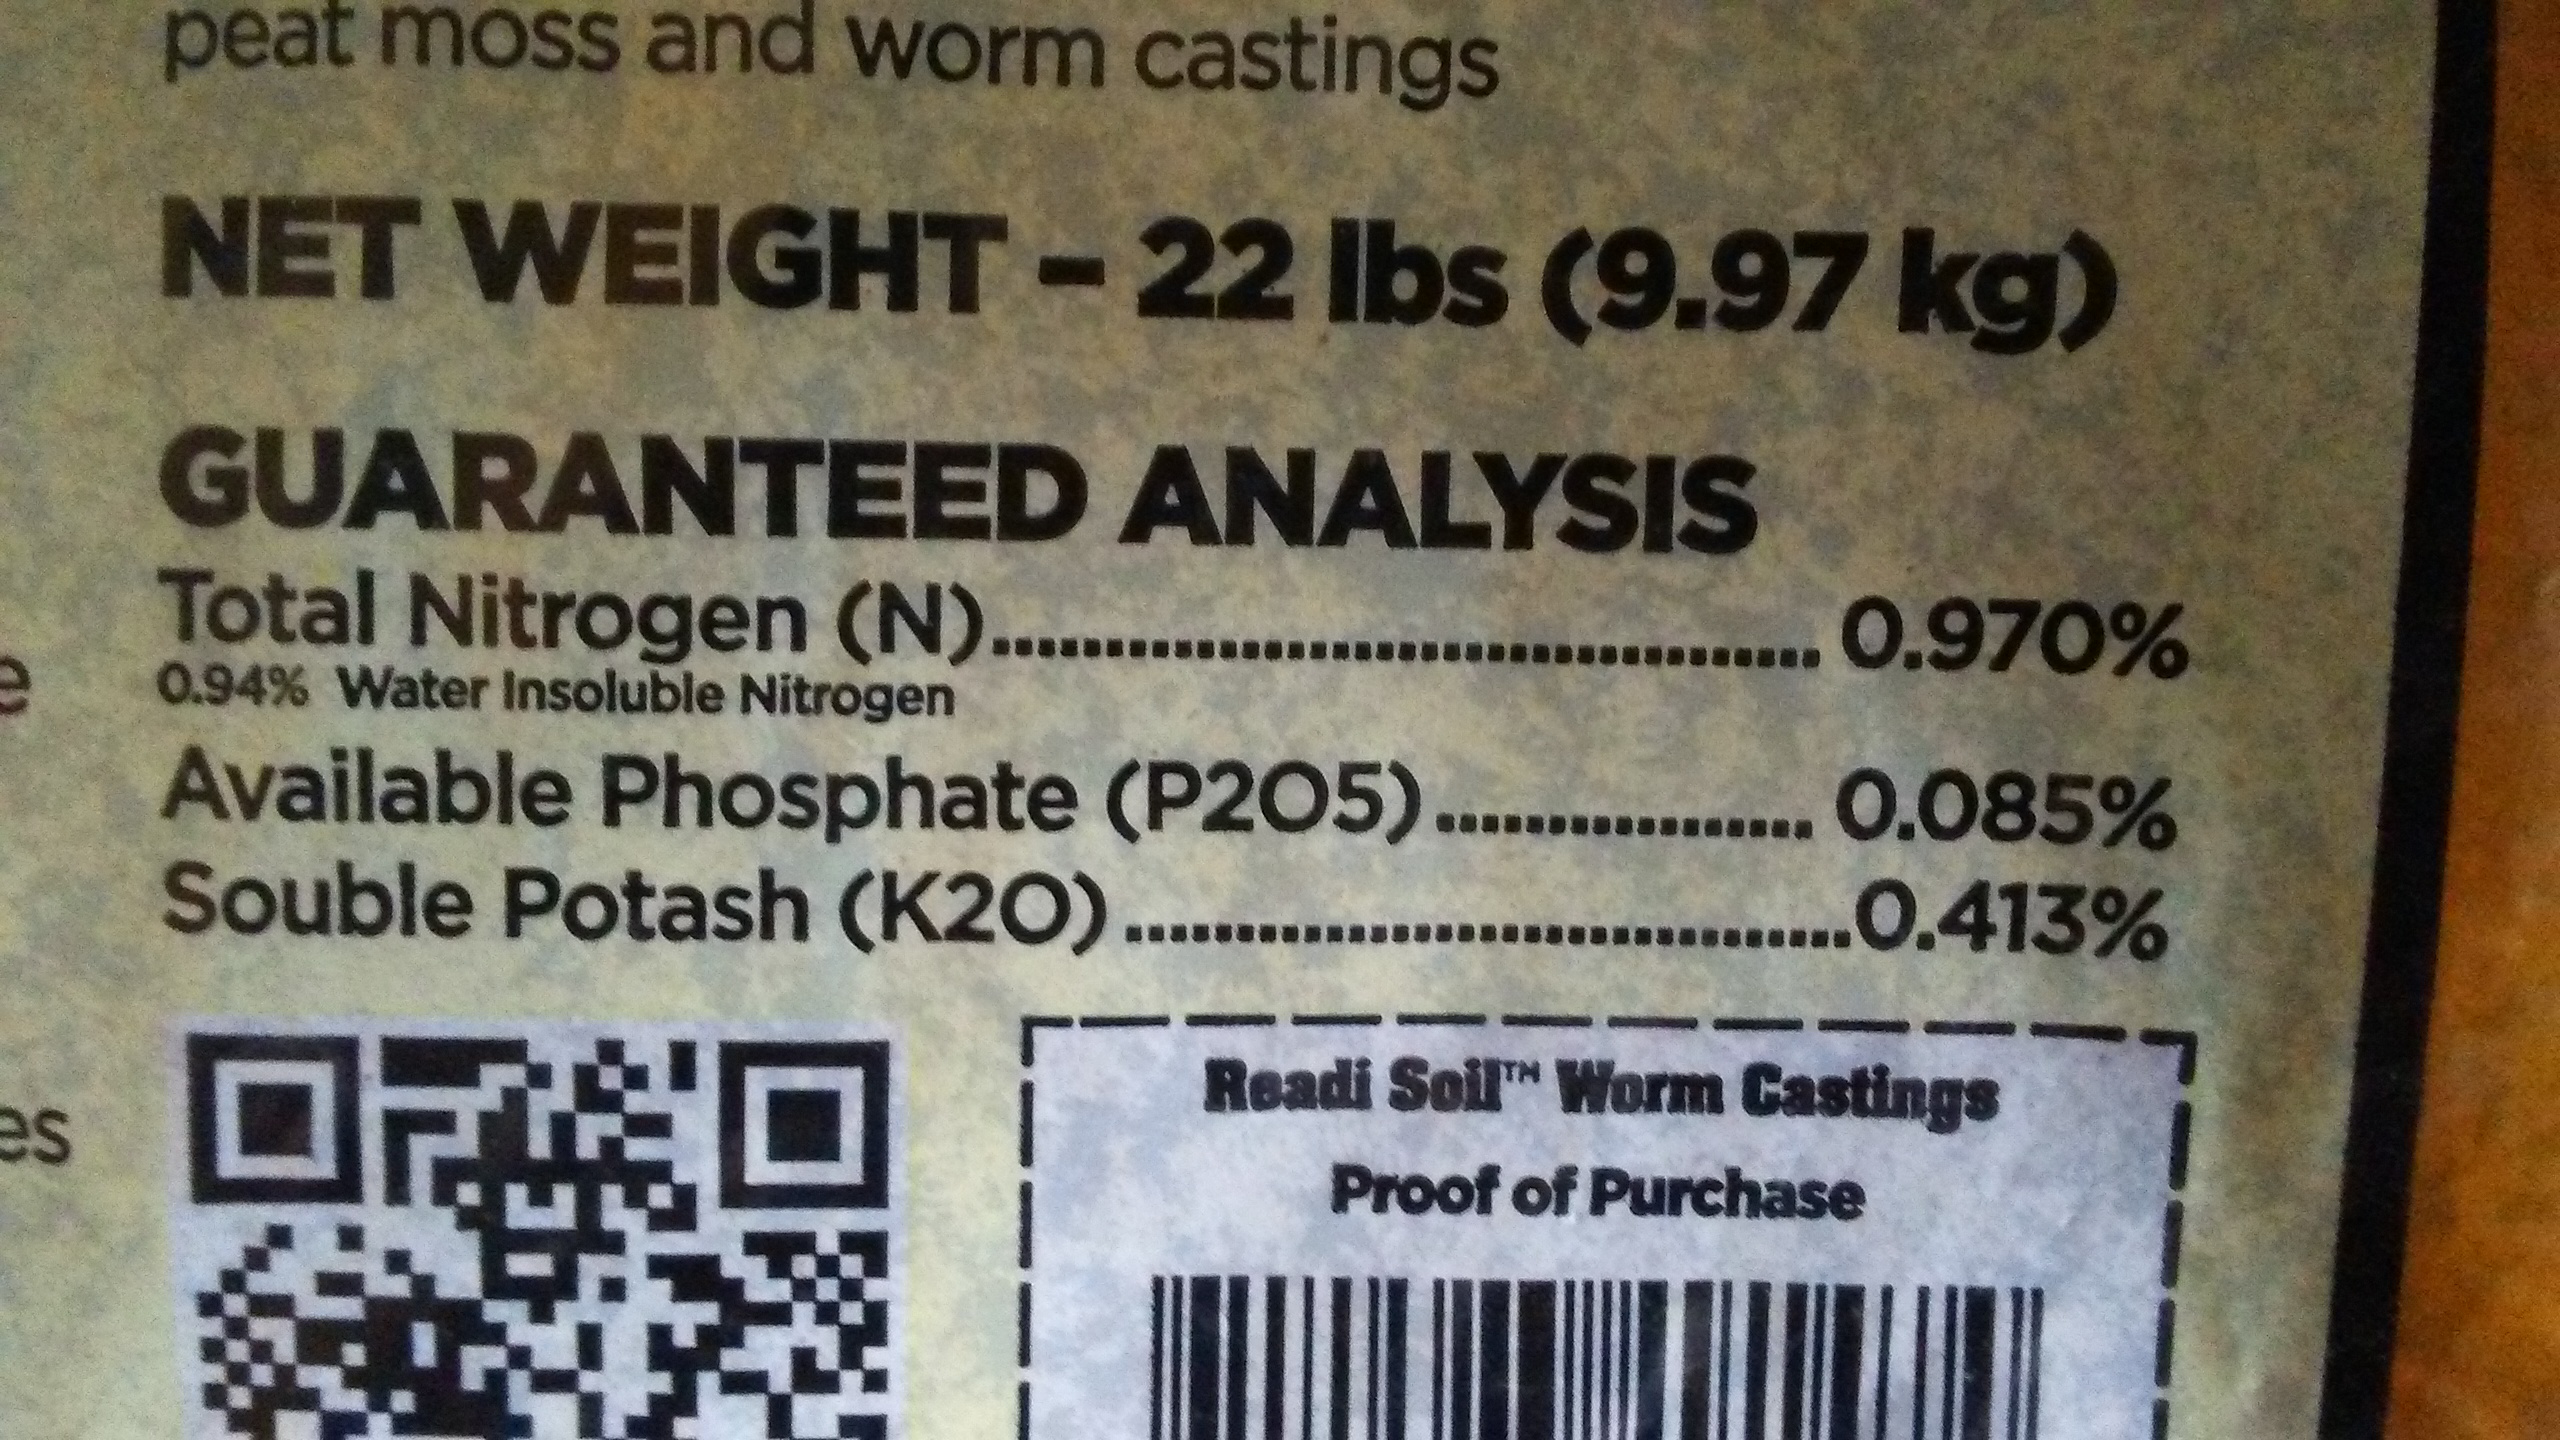 peat moss and worm castings
NET WEIGHT – 22 lbs (9.97 kg)
GUARANTEED ANALYSIS
Total Nitrogen (N)..................................... 0.970%
0.94% Water Insoluble Nitrogen
Available Phosphate (P2O5)................. 0.085%
Souble Potash (K2O)................................0.413%
Readi Soil™ Worm Castings
Proof of Purchase